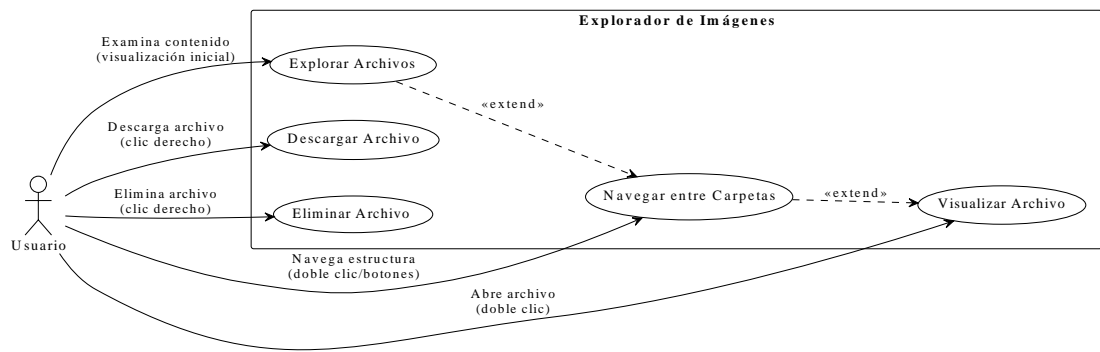 Explorador de Imágenes
Examina contenido
(visualización inicial)
Explorar Archivos
«extend»
Descarga archivo
(clic derecho)
Descargar Archivo
Elimina archivo
(clic derecho)
Eliminar Archivo
Navegar entre Carpetas
«extend»
Visualizar Archivo
Usuario
Navega estructura
(doble clic/botones)
Abre archivo
(doble clic)